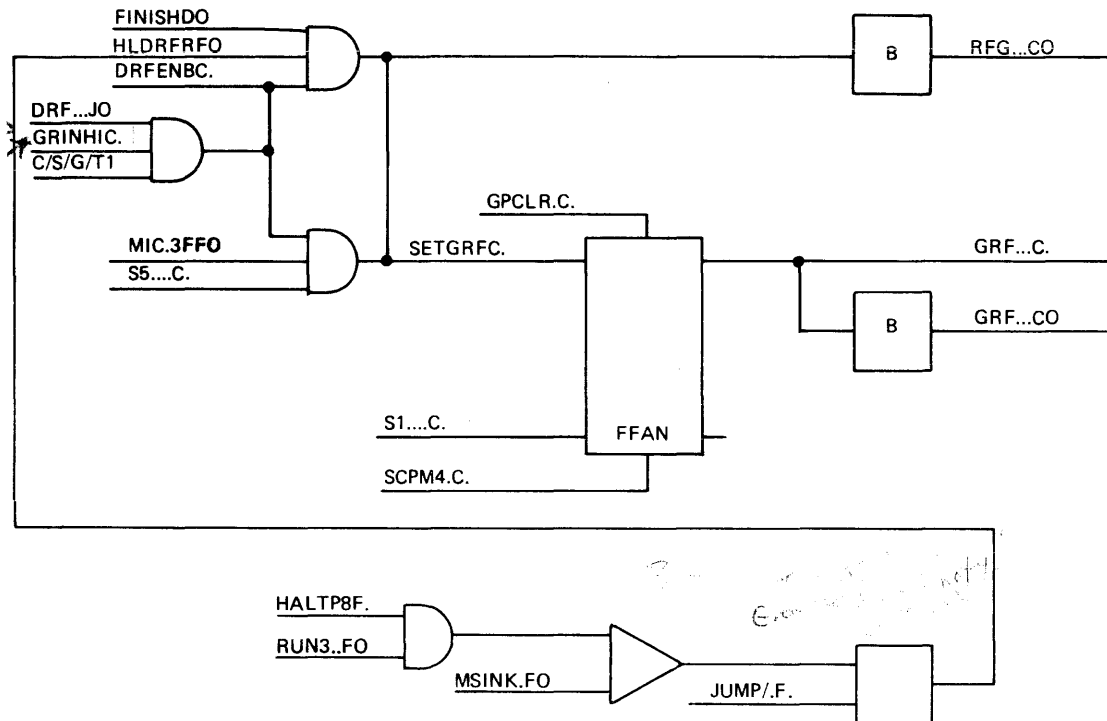 FINISHDO
HLDRFRFO
DRFENBC.
B
RFG...CO
DRF...JO
GRINHIC.
C/S/G/T1
GPCLR.C.
MIC.3FFO
S5....C.
SETGRFC.
GRF...C.
B
GRF...CO
S1....C.
FFAN
SCPM4.C.
HALTP8F.
RUN3..FO
MSINK.FO
JUMP/.F.